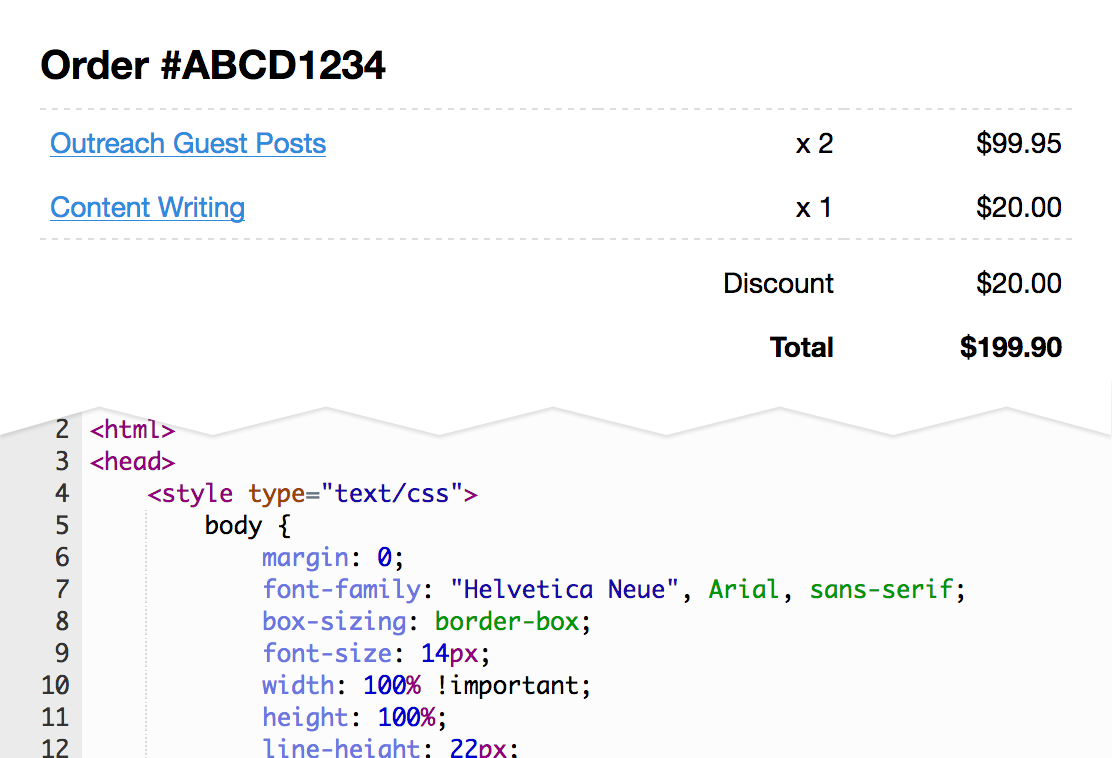 Order #ABCD1234
Outreach Guest Posts x 2 $99.95
Content Writing x 1 $20.00
Discount $20.00
Total $199.90
2 <html>
3 <head>
4 <style type="text/css">
5 body {
6 margin: 0;
7 font-family: "Helvetica Neue", Arial, sans-serif;
8 box-sizing: border-box;
9 font-size: 14px;
10 width: 100% !important;
11 height: 100%;
12 line-height: 22px;